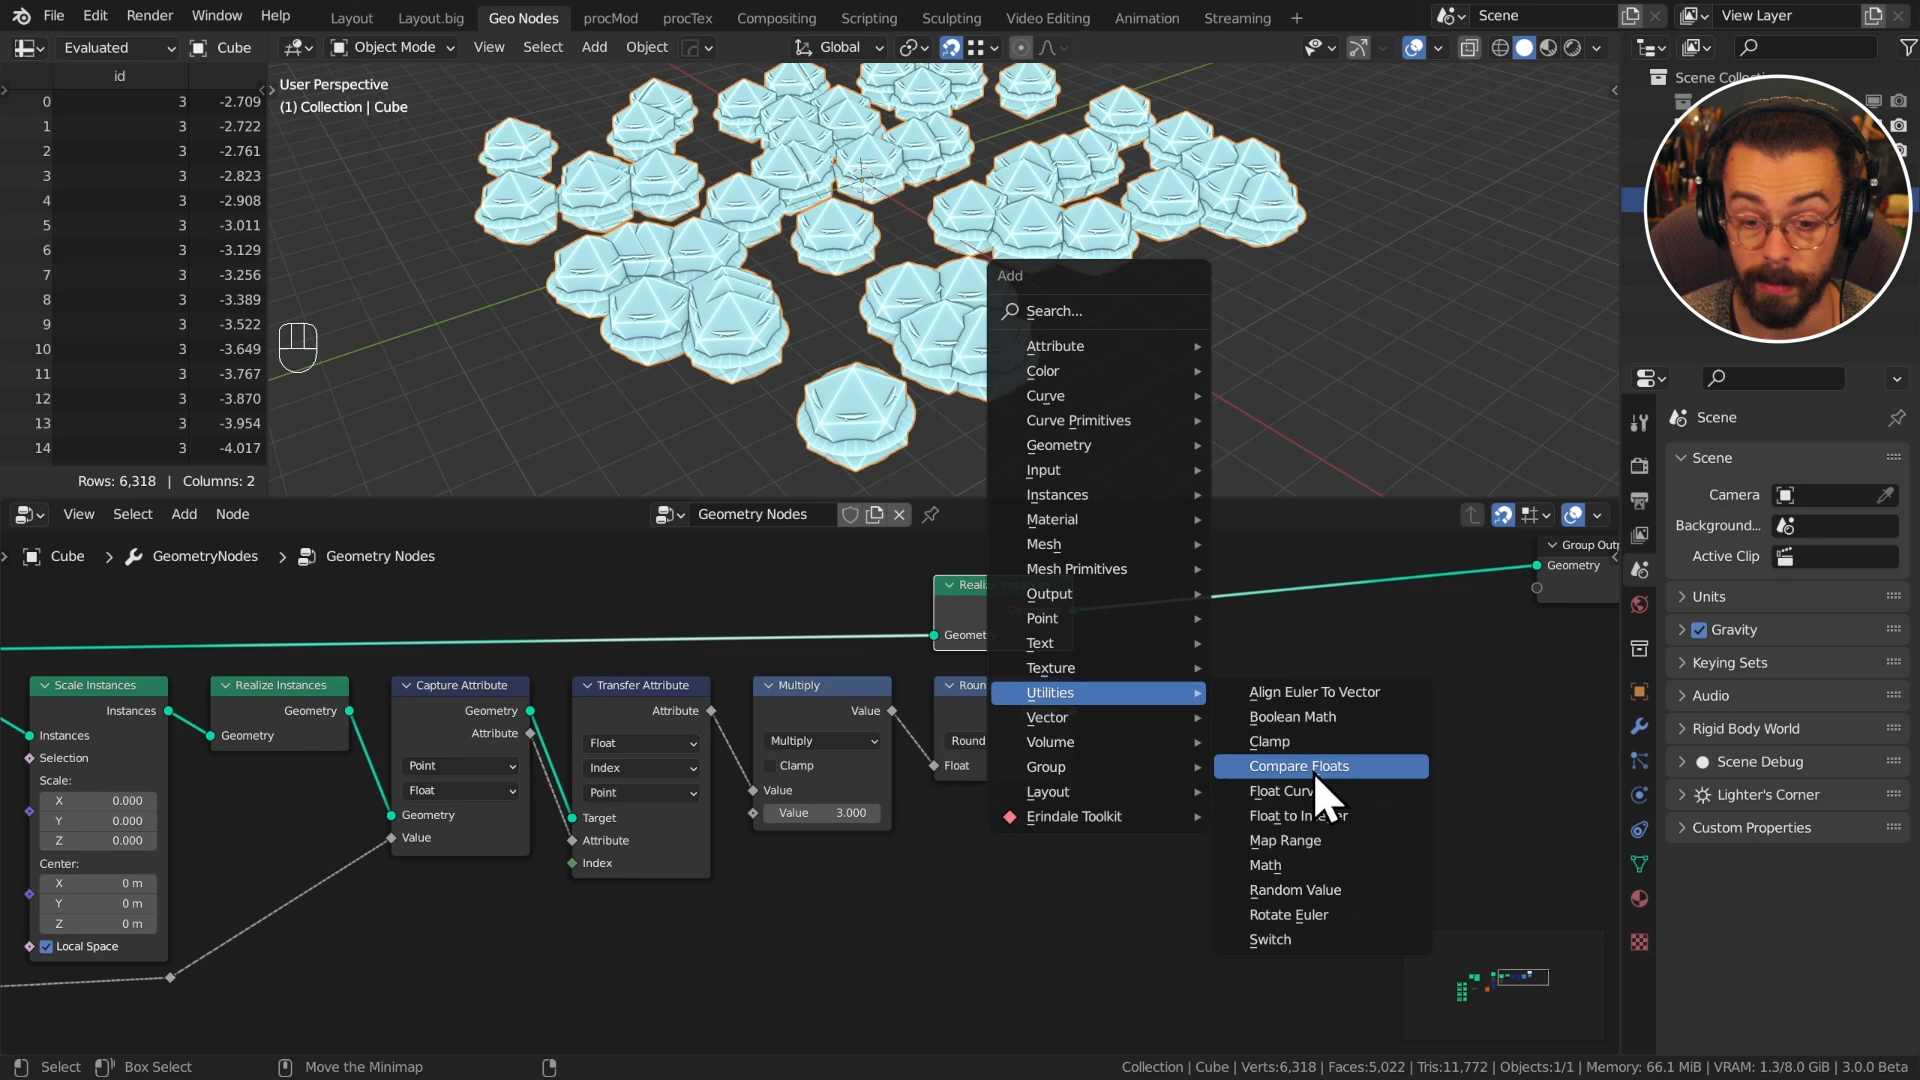 File Edit Render Window Help Layout Layout.big Geo Nodes procMod procTex Compositing Scripting Sculpting Video Editing Animation Streaming + Scene View Layer
Evaluated Cube Object Mode View Select Add Object Global
id
0 3 -2.709
1 3 -2.722
2 3 -2.761
3 3 -2.823
4 3 -2.908
5 3 -3.011
6 3 -3.129
7 3 -3.256
8 3 -3.389
9 3 -3.522
10 3 -3.649
11 3 -3.767
12 3 -3.870
13 3 -3.954
14 3 -4.017
Rows: 6,318 | Columns: 2
User Perspective
(1) Collection | Cube
Scene
Scene
Camera
Background...
Active Clip
Units
Gravity
Keying Sets
Audio
Rigid Body World
Scene Debug
Lighter's Corner
Custom Properties
View Select Add Node Geometry Nodes
Cube > GeometryNodes > Geometry Nodes
Scale Instances
Instances
Instances
Selection
Scale:
X 0.000
Y 0.000
Z 0.000
Center:
X 0 m
Y 0 m
Z 0 m
Local Space
Realize Instances
Geometry
Geometry
Capture Attribute
Geometry
Attribute
Point
Float
Geometry
Value
Transfer Attribute
Attribute
Float
Index
Point
Target
Attribute
Index
Multiply
Value
Multiply
Clamp
Value
Value 3.000
Round
Float
Geometry
Add
Search...
Attribute
Color
Curve
Curve Primitives
Geometry
Input
Instances
Material
Mesh
Mesh Primitives
Output
Point
Text
Texture
Utilities
Vector
Volume
Group
Layout
Erindale Toolkit
Align Euler To Vector
Boolean Math
Clamp
Compare Floats
Float Curv
Float to
Map Range
Math
Random Value
Rotate Euler
Switch
Group Out
Geometry
Select Box Select Move the Minimap
Collection | Cube | Verts:6,318 | Faces:5,022 | Tris:11,772 | Objects:1/1 | Memory: 66.1 MiB | VRAM: 1.3/8.0 GiB | 3.0.0 Beta